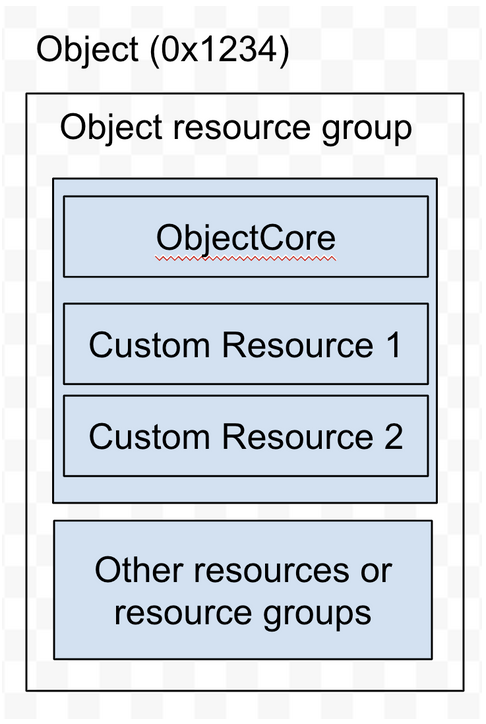 Object (0x1234)
Object resource group
ObjectCore
Custom Resource 1
Custom Resource 2
Other resources or
resource groups